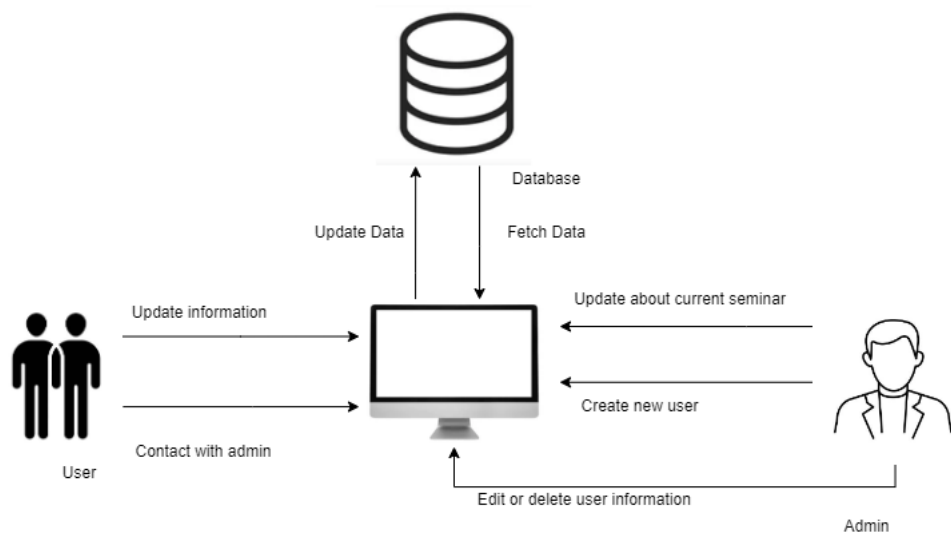 Database
Update Data
Fetch Data
Update information
Update about current seminar
Create new user
Contact with admin
User
Edit or delete user information
Admin